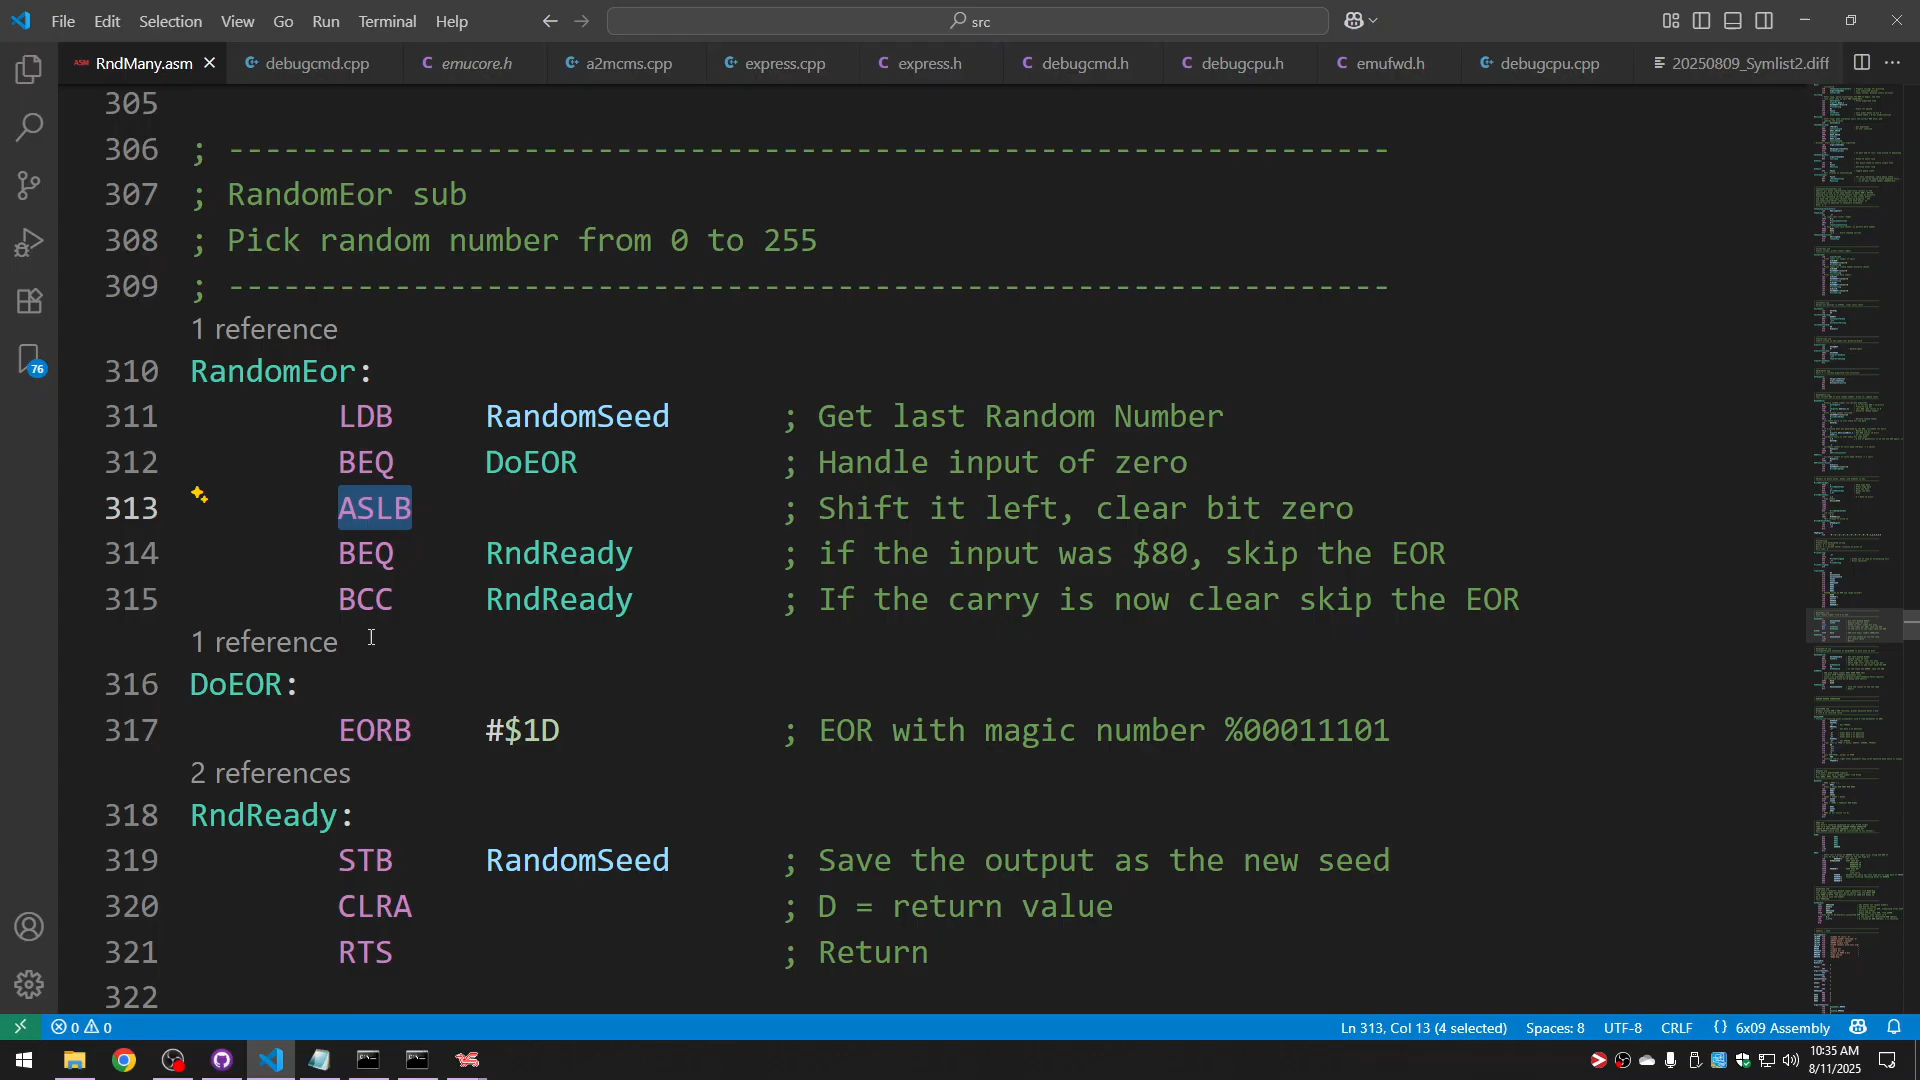 File Edit Selection View Go Run Terminal Help
src
ASM RndMany.asm debugcmd.cpp emucore.h a2mcms.cpp express.cpp express.h debugcmd.h debugcpu.h emufwd.h debugcpu.cpp 20250809_Symlist2.diff
305
306 ; ---------------------------------------------------------------
307 ; RandomEor sub
308 ; Pick random number from 0 to 255
309 ; ---------------------------------------------------------------
1 reference
310 RandomEor:
311 LDB RandomSeed ; Get last Random Number
312 BEQ DoEOR ; Handle input of zero
313 ASLB ; Shift it left, clear bit zero
314 BEQ RndReady ; if the input was $80, skip the EOR
315 BCC RndReady ; If the carry is now clear skip the EOR
1 reference
316 DoEOR:
317 EORB #$1D ; EOR with magic number %00011101
2 references
318 RndReady:
319 STB RandomSeed ; Save the output as the new seed
320 CLRA ; D = return value
321 RTS ; Return
322
76
0 0 Ln 313, Col 13 (4 selected) Spaces: 8 UTF-8 CRLF {} 6x09 Assembly
10:35 AM
8/11/2025